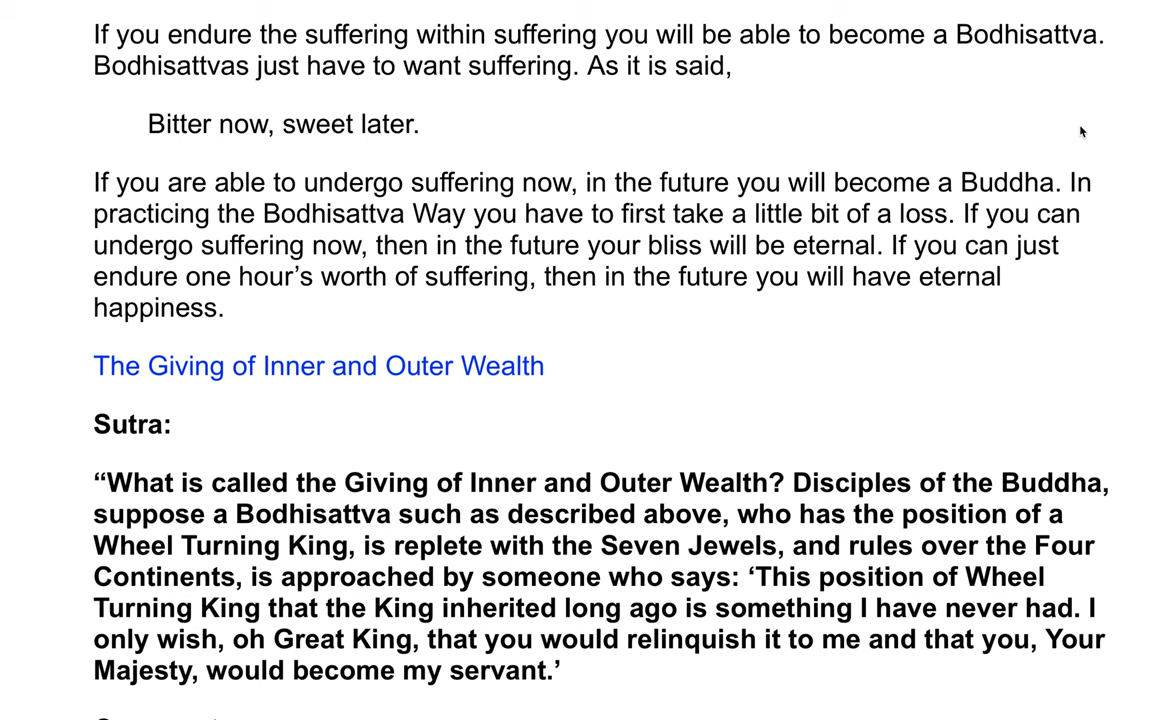 If you endure the suffering within suffering you will be able to become a Bodhisattva.
Bodhisattvas just have to want suffering. As it is said,
Bitter now, sweet later.
If you are able to undergo suffering now, in the future you will become a Buddha. In
practicing the Bodhisattva Way you have to first take a little bit of a loss. If you can
undergo suffering now, then in the future your bliss will be eternal. If you can just
endure one hour’s worth of suffering, then in the future you will have eternal
happiness.
The Giving of Inner and Outer Wealth
Sutra:
“What is called the Giving of Inner and Outer Wealth? Disciples of the Buddha,
suppose a Bodhisattva such as described above, who has the position of a
Wheel Turning King, is replete with the Seven Jewels, and rules over the Four
Continents, is approached by someone who says: ‘This position of Wheel
Turning King that the King inherited long ago is something I have never had. I
only wish, oh Great King, that you would relinquish it to me and that you, Your
Majesty, would become my servant.’